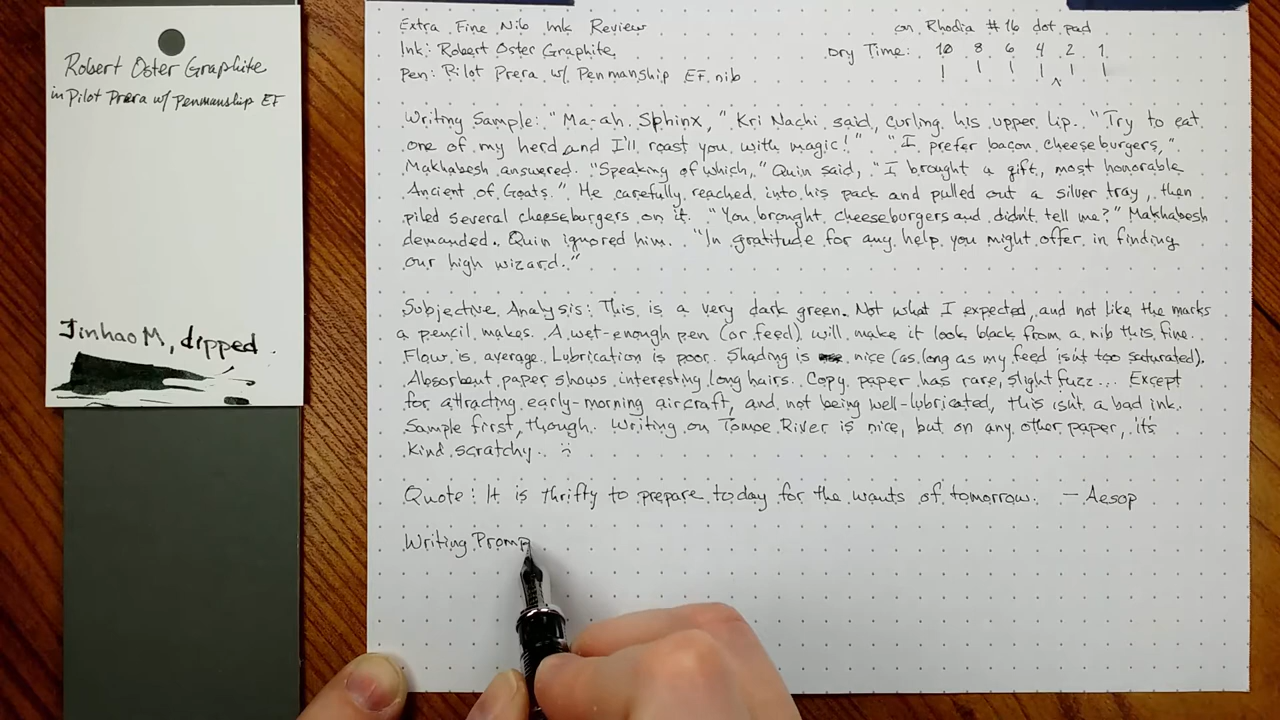 Robert Oster Graphite
in Pilot Prera w/ Penmanship EF
Jinhao M, dipped
Extra Fine Nib Ink Review
Ink: Robert Oster Graphite
Pen: Pilot Prera w/ Penmanship EF nib
on Rhodia #16 dot pad
Dry Time: 10 8 6 4 2 1
Writing Sample: "Ma-ah Sphinx," Kri Nachi said, curling his upper lip. "Try to eat
one of my herd and I'll roast you with magic!" "I prefer bacon cheeseburgers,"
Makhabesh answered. "Speaking of which," Quin said, "I brought a gift, most honorable
Ancient of Goats." He carefully reached into his pack and pulled out a silver tray, then
piled several cheeseburgers on it. "You brought cheeseburgers and didn't tell me?" Makhabesh
demanded. Quin ignored him. "In gratitude for any help you might offer in finding
our high wizard."
Subjective Analysis: This is a very dark green. Not what I expected, and not like the marks
a pencil makes. A wet-enough pen (or feed) will make it look black from a nib this fine.
Flow is average. Lubrication is poor. Shading is nice (as long as my feed isn't too saturated).
Absorbent paper shows interesting long hairs. Copy paper has rare, slight fuzz... Except
for attracting early-morning aircraft, and not being well-lubricated, this isn't a bad ink.
Sample first, though. Writing on Tomoe River is nice, but on any other paper, it's
kind scratchy. :(
Quote: It is thrifty to prepare today for the wants of tomorrow. — Aesop
Writing Promp